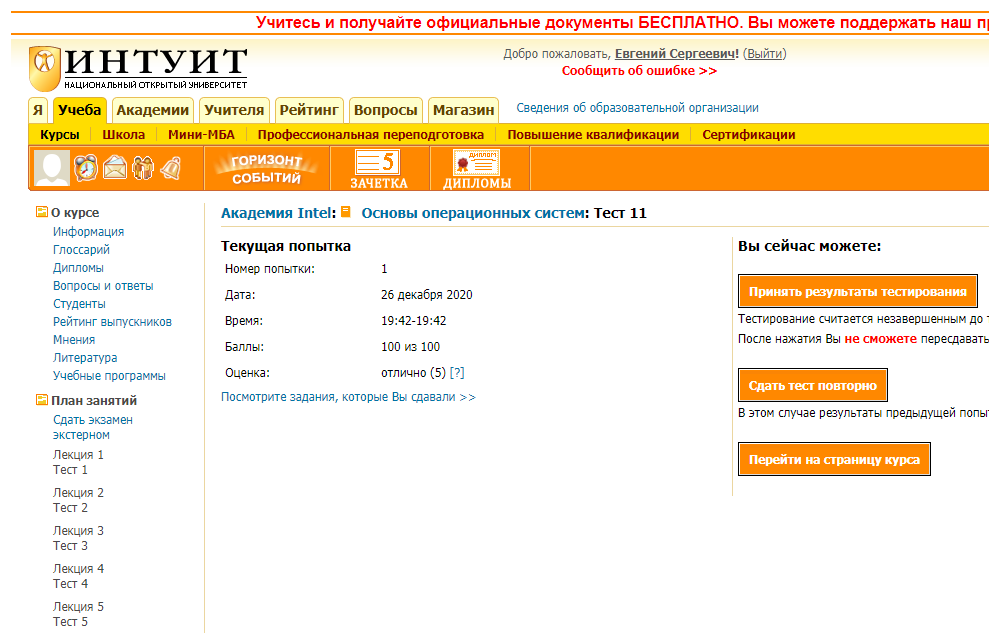 Учитесь и получайте официальные документы БЕСПЛАТНО. Вы можете поддержать наш
ИНТУИТ
НАЦИОНАЛЬНЫЙ ОТКРЫТЫЙ УНИВЕРСИТЕТ
Добро пожаловать, Евгений Сергеевич! (Выйти)
Сообщить об ошибке >>
Я Учеба Академии Учителя Рейтинг Вопросы Магазин Сведения об образовательной организации
Курсы Школа Мини-МБА Профессиональная переподготовка Повышение квалификации Сертификации
ГОРИЗОНТ
СОБЫТИЙ
5
ЗАЧЕТКА
ДИПЛОМ
ДИПЛОМЫ
О курсе
Информация
Глоссарий
Дипломы
Вопросы и ответы
Студенты
Рейтинг выпускников
Мнения
Литература
Учебные программы
План занятий
Сдать экзамен
экстерном
Лекция 1
Тест 1
Лекция 2
Тест 2
Лекция 3
Тест 3
Лекция 4
Тест 4
Лекция 5
Тест 5
Академия Intel: Основы операционных систем: Тест 11
Текущая попытка
Номер попытки: 1
Дата: 26 декабря 2020
Время: 19:42-19:42
Баллы: 100 из 100
Оценка: отлично (5) [?]
Посмотрите задания, которые Вы сдавали >>
Вы сейчас можете:
Принять результаты тестирования
Тестирование считается незавершенным до
После нажатия Вы не сможете пересдавать
Сдать тест повторно
В этом случае результаты предыдущей
Перейти на страницу курса